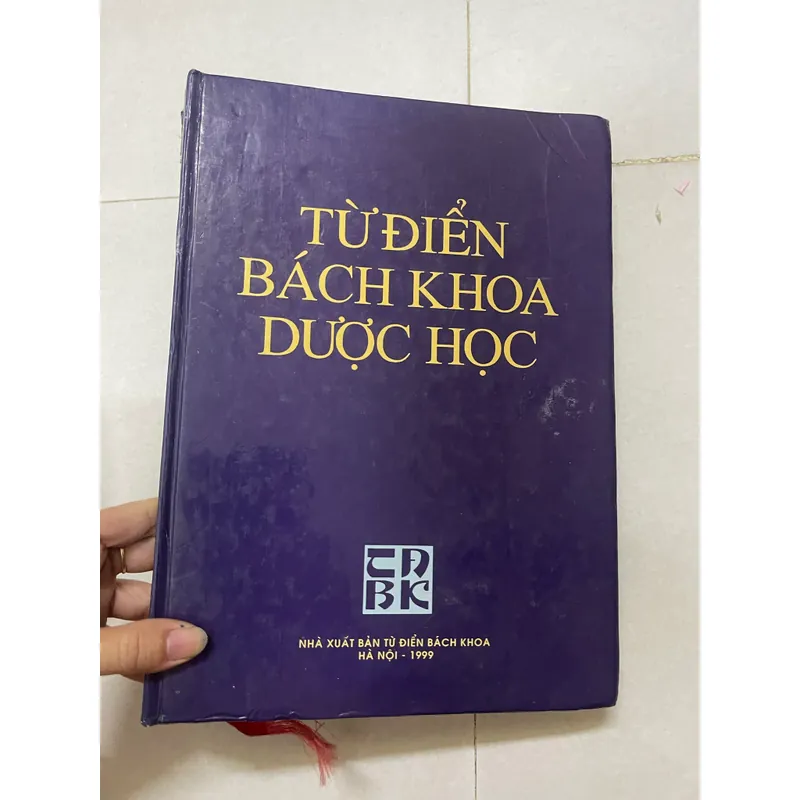 TỪ ĐIỂN
BÁCH KHOA
DƯỢC HỌC
TĐ
BK
NHÀ XUẤT BẢN TỪ ĐIỂN BÁCH KHOA
HÀ NỘI - 1999